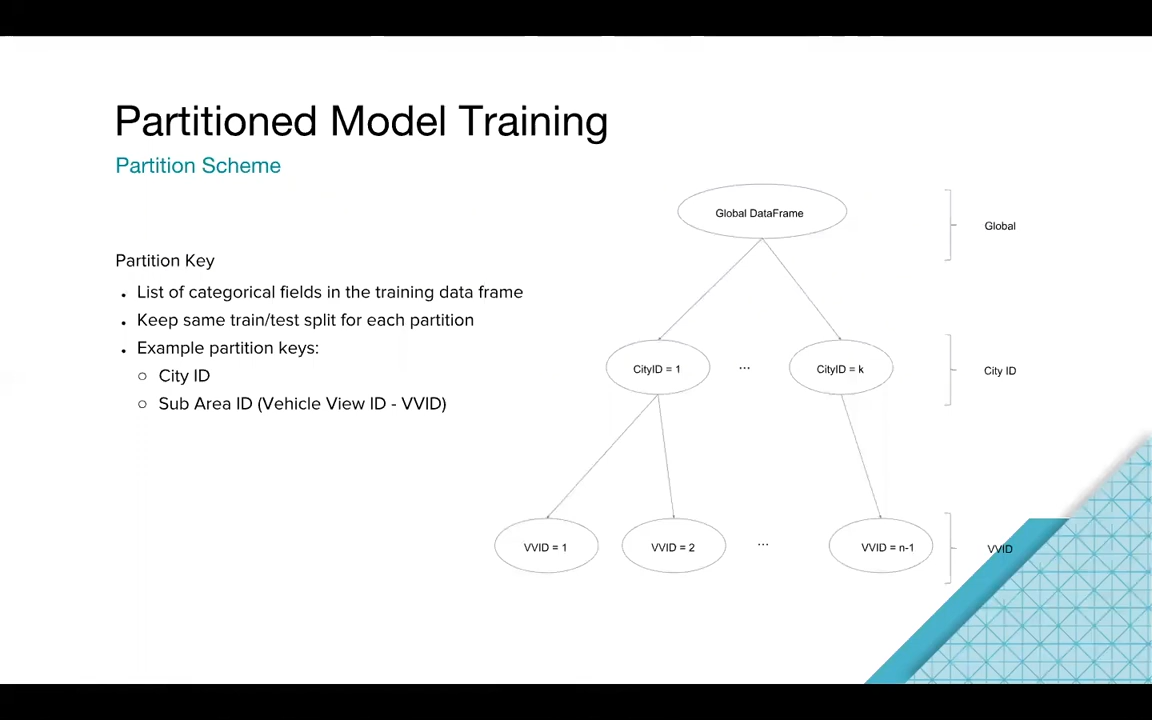 Partitioned Model Training
Partition Scheme
Partition Key
• List of categorical fields in the training data frame
• Keep same train/test split for each partition
• Example partition keys:
○ City ID
○ Sub Area ID (Vehicle View ID - VVID)
Global DataFrame
Global
CityID = 1
...
CityID = k
City ID
VVID = 1
VVID = 2
...
VVID = n-1
VVID